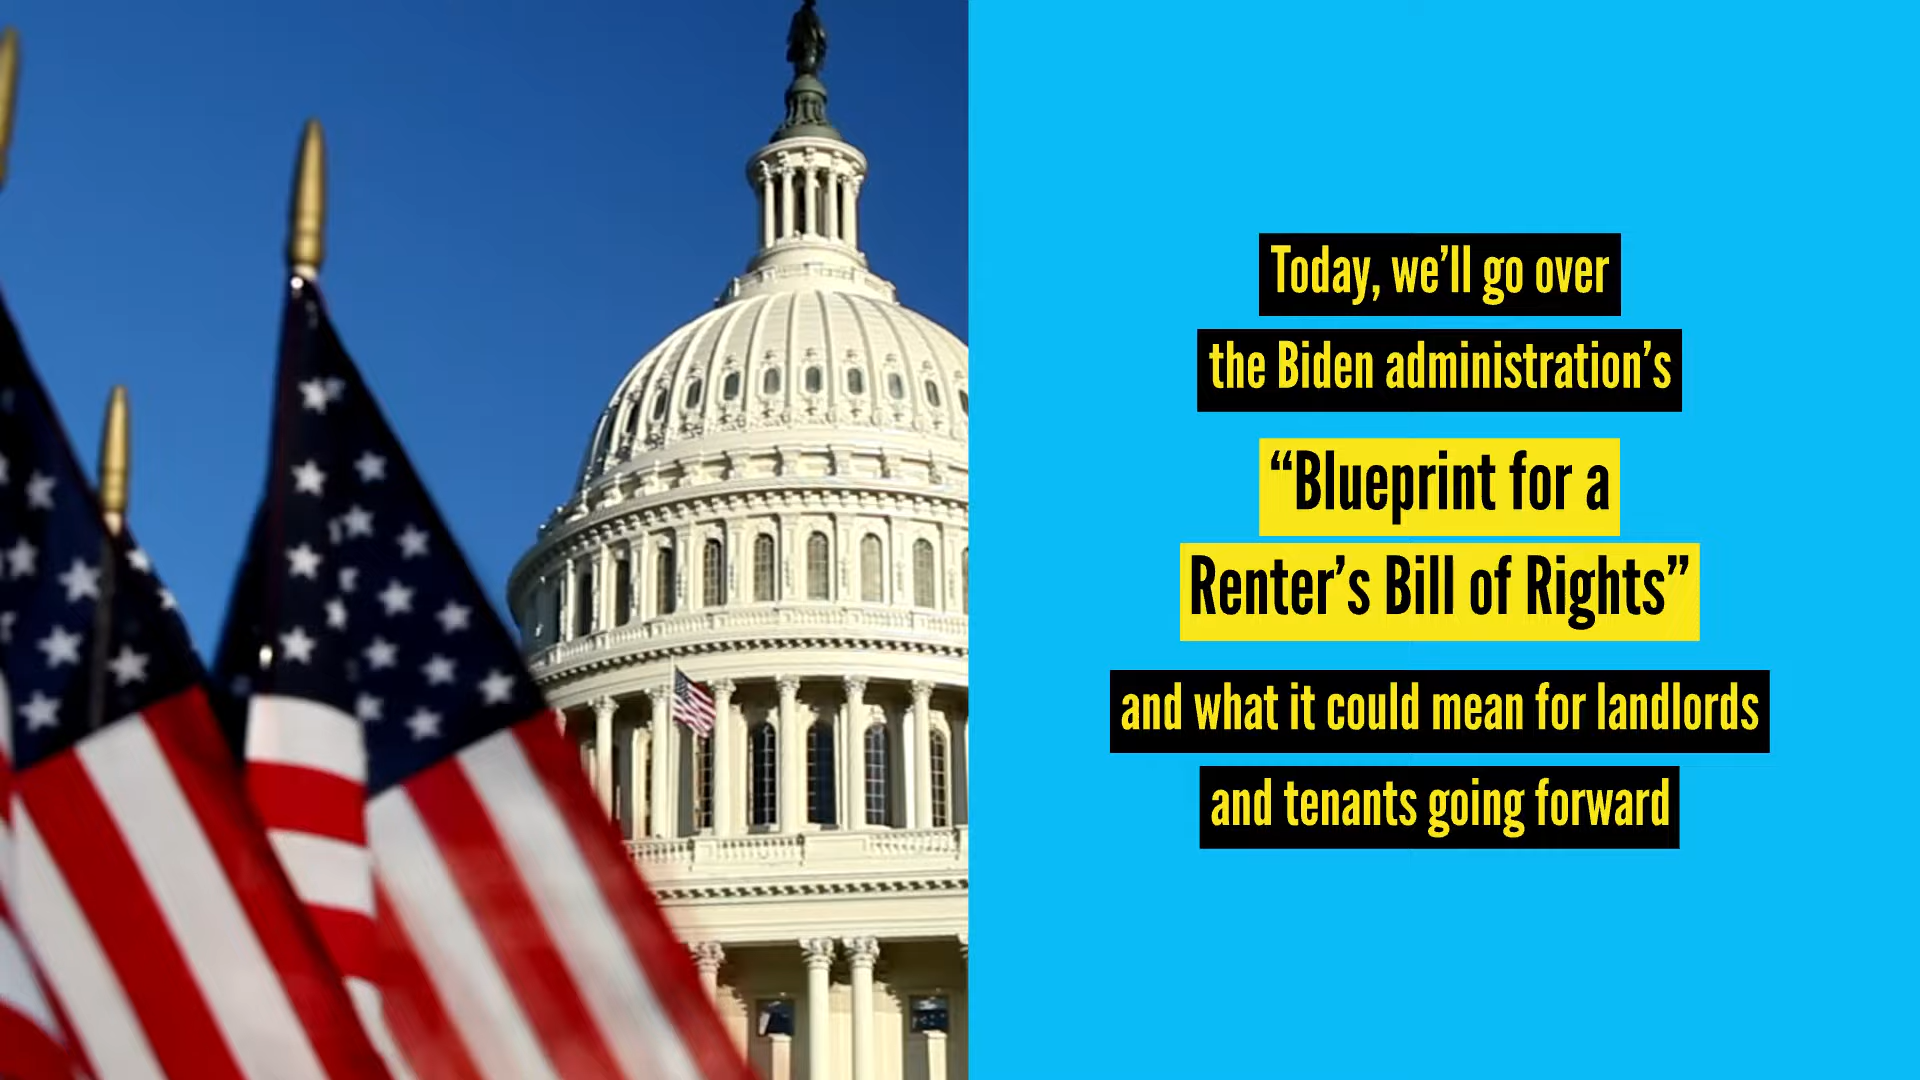 Today, we’ll go over
the Biden administration’s
“Blueprint for a
Renter’s Bill of Rights”
and what it could mean for landlords
and tenants going forward